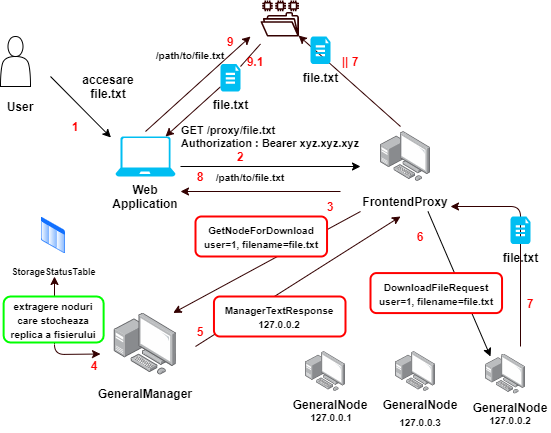 9
/path/to/file.txt
9.1
file.txt
|| 7
file.txt
accesare
file.txt
User
1
GET /proxy/file.txt
Authorization : Bearer xyz.xyz.xyz
2
8
/path/to/file.txt
Web
Application
FrontendProxy
3
GetNodeForDownload
user=1, filename=file.txt
6
file.txt
StorageStatusTable
DownloadFileRequest
user=1, filename=file.txt
extragere noduri
care stocheaza
replica a fisierului
ManagerTextResponse
127.0.0.2
5
7
4
GeneralManager
GeneralNode
127.0.0.1
GeneralNode
127.0.0.3
GeneralNode
127.0.0.2